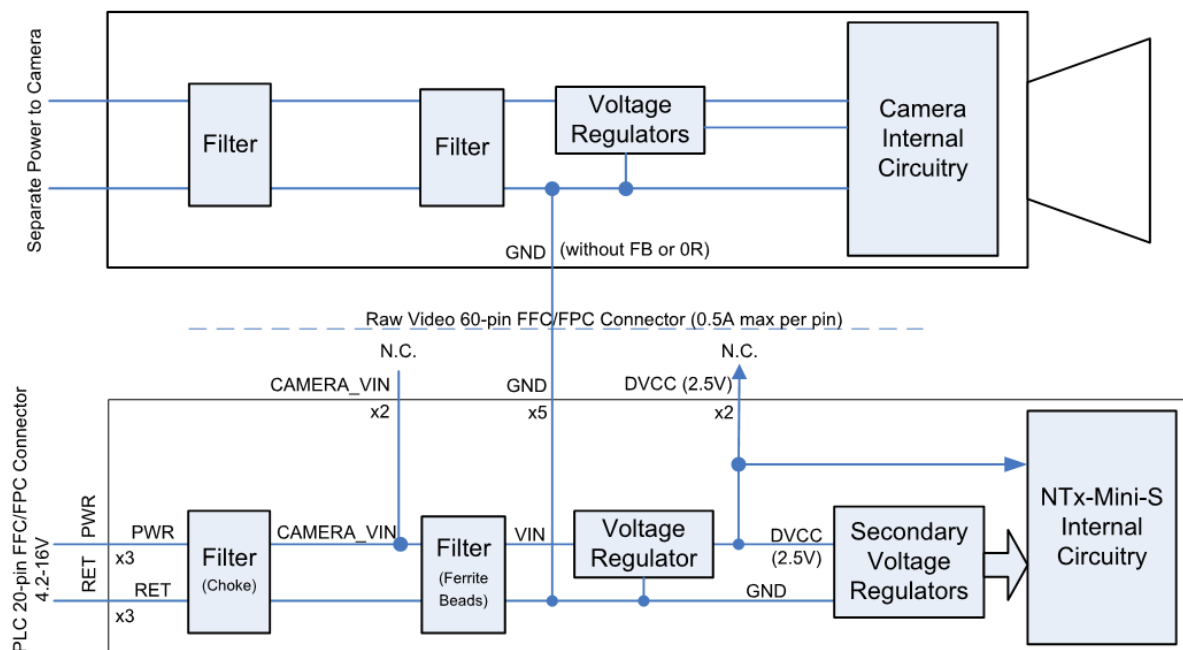 Separate Power to Camera
Filter
Filter
Voltage
Regulators
Camera
Internal
Circuitry
GND
(without FB or 0R)
Raw Video 60-pin FFC/FPC Connector (0.5A max per pin)
N.C.
N.C.
CAMERA_VIN
GND
DVCC (2.5V)
x2
x5
x2
PLC 20-pin FFC/FPC Connector
4.2-16V
PWR
RET
PWR
x3
RET
x3
Filter
(Choke)
CAMERA_VIN
Filter
(Ferrite
Beads)
VIN
Voltage
Regulator
DVCC
(2.5V)
GND
Secondary
Voltage
Regulators
NTx-Mini-S
Internal
Circuitry